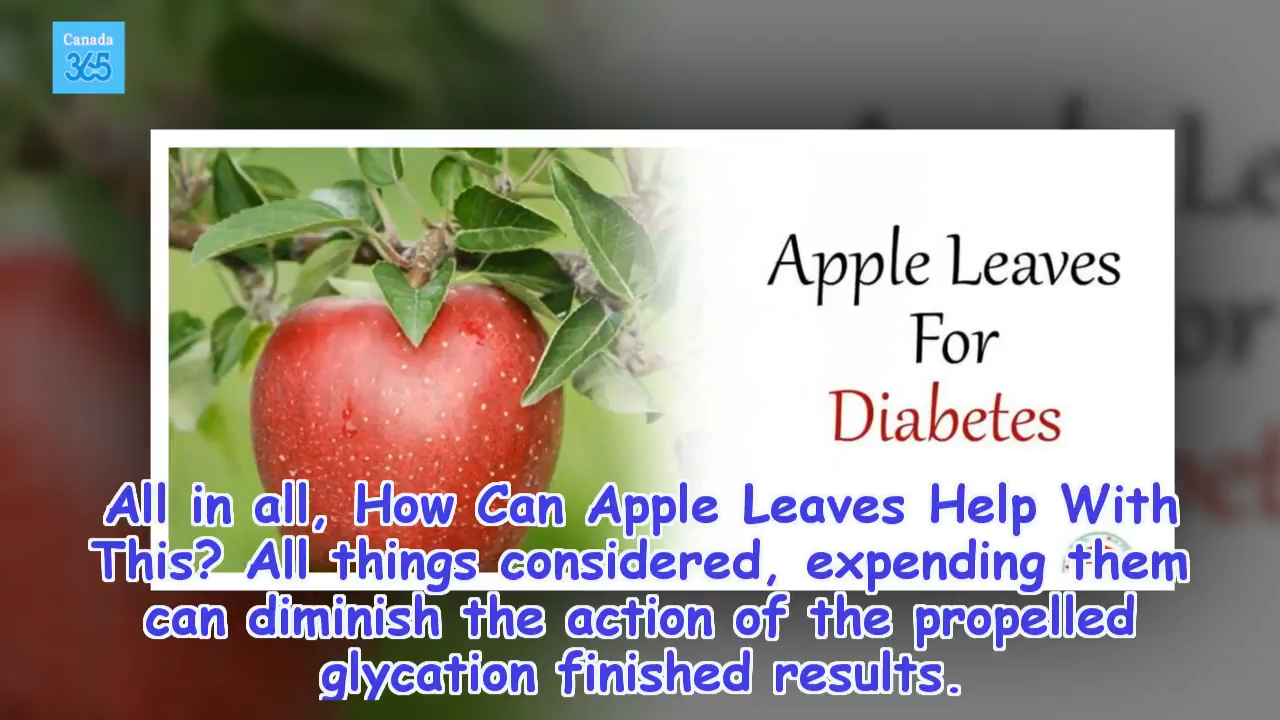 Canada
365
Apple Leaves
For
Diabetes
All in all, How Can Apple Leaves Help With
This? All things considered, expending them
can diminish the action of the propelled
glycation finished results.